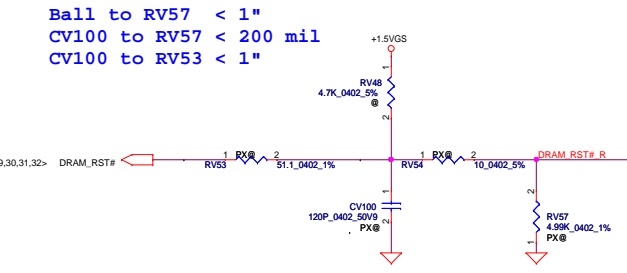 Ball to RV57 < 1"
CV100 to RV57 < 200 mil
CV100 to RV53 < 1"
+1.5VGS
1
RV48
4.7K_0402_5%
@
2
9,30,31,32> DRAM_RST#
1 PX@ 2
RV53 51.1_0402_1%
1 PX@ 2
RV54 10_0402_5%
DRAM_RST#_R
1
CV100
120P_0402_50V9
PX@
2
2
RV57
4.99K_0402_1%
PX@
1